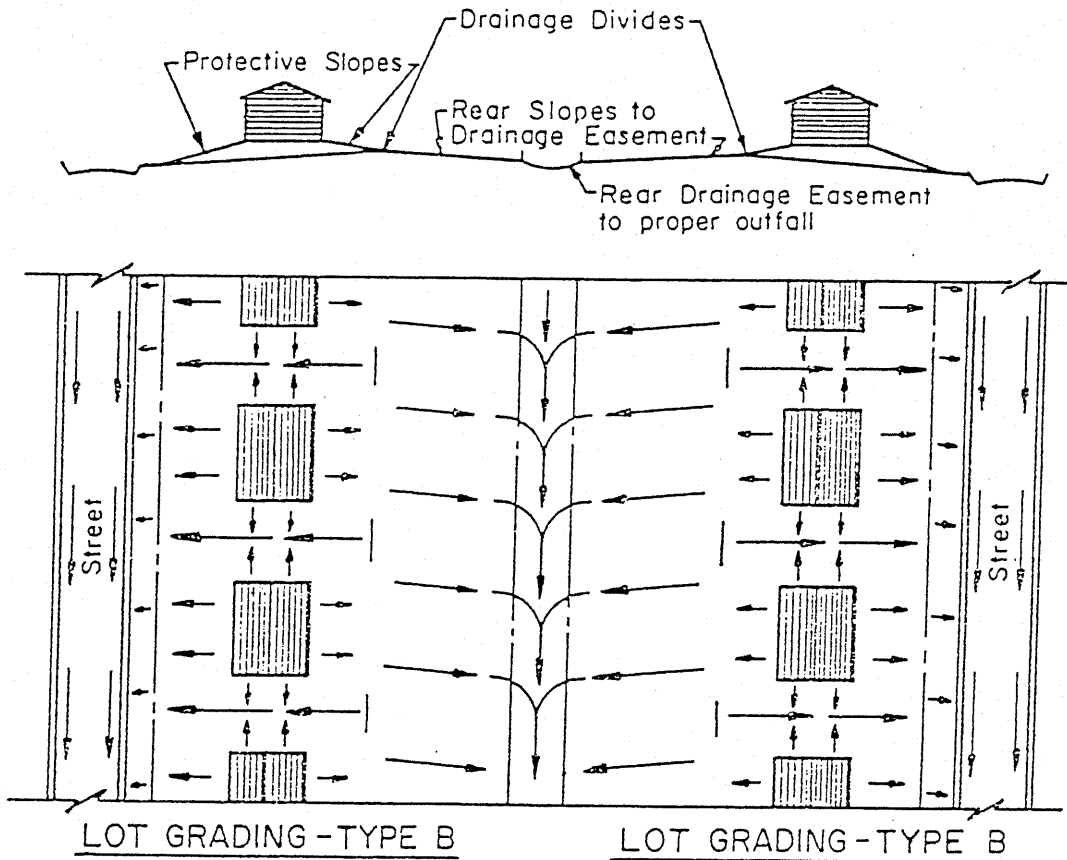 Drainage Divides
Protective Slopes
Rear Slopes to
Drainage Easement
Rear Drainage Easement
to proper outfall
Street
Street
LOT GRADING - TYPE B
LOT GRADING - TYPE B